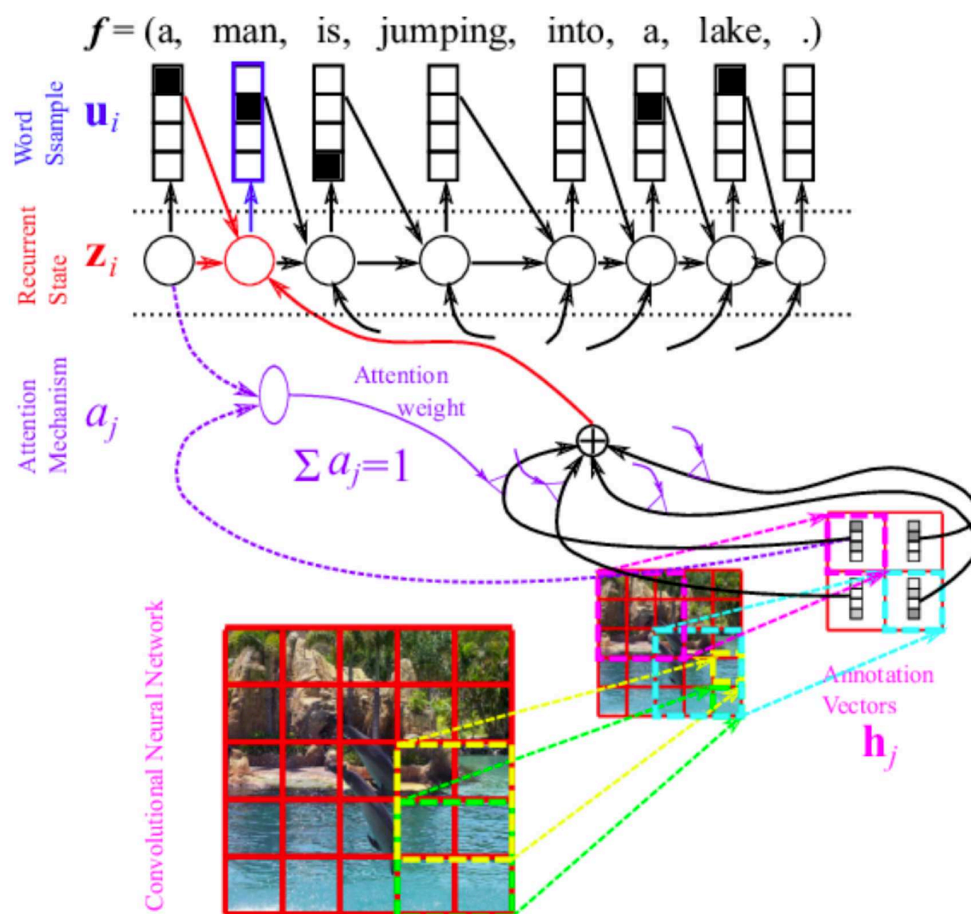 f = (a, man, is, jumping, into, a, lake, .)
Word
Ssample
u_i
Recurrent
State
z_i
Attention
Mechanism
a_j
Attention
weight
Σ a_j=1
Convolutional Neural Network
Annotation
Vectors
h_j